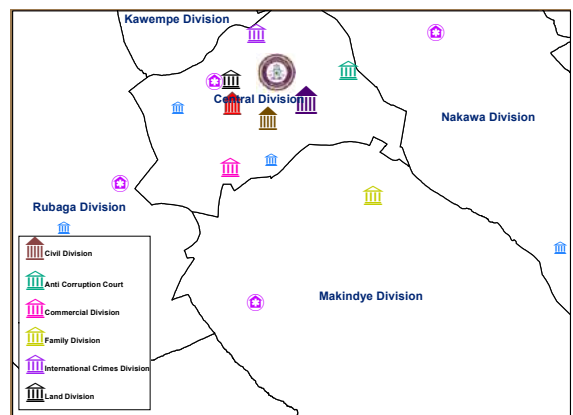 Kawempe Division
Central Division
Nakawa Division
Rubaga Division
Makindye Division
Civil Division
Anti Corruption Court
Commercial Division
Family Division
International Crimes Division
Land Division